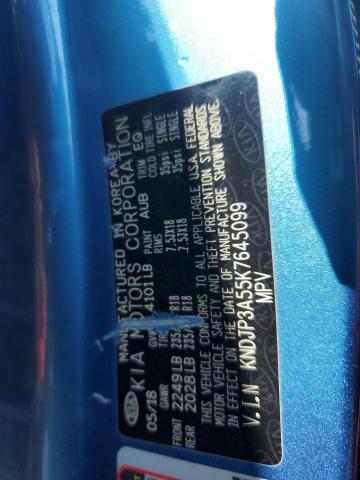 MANUFACTURED IN KOREA BY
KIA MOTORS CORPORATION
05/18 4101LB PAINT AUB TRIM EQ
GAWR RIMS COLD TIRE INFL
FRONT 2249LB 235/ R18 7.5JX18 35psi SINGLE
REAR 2028LB 235/ R18 7.5JX18 35psi SINGLE
THIS VEHICLE CONFORMS TO ALL APPLICABLE U.S.A. FEDERAL
MOTOR VEHICLE SAFETY AND THEFT PREVENTION STANDARDS
IN EFFECT ON THE DATE OF MANUFACTURE SHOWN ABOVE.
V.I.N KNDJP3A55K7645099
MPV